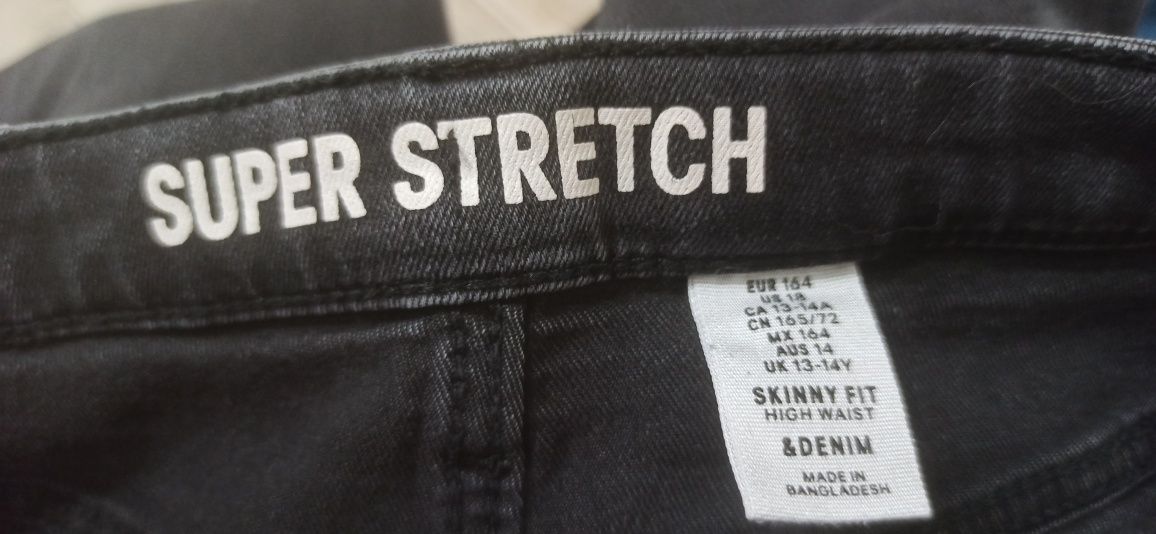 SUPER STRETCH
EUR 164
US 18
CA 13-14A
CN 165/72
MX 164
AUS 14
UK 13-14Y
SKINNY FIT
HIGH WAIST
&DENIM
MADE IN
BANGLADESH